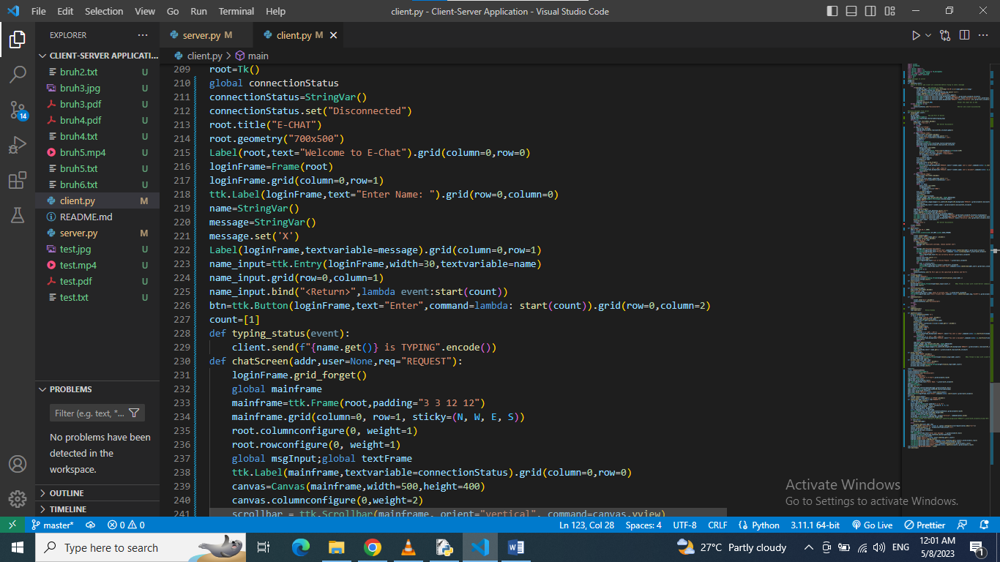 File Edit Selection View Go Run Terminal Help
client.py - Client-Server Application - Visual Studio Code
EXPLORER
CLIENT-SERVER APPLICATI...
bruh2.txt U
bruh3.jpg U
bruh3.pdf U
bruh4.pdf U
bruh4.txt U
bruh5.mp4 U
bruh5.txt U
bruh6.txt U
client.py M
README.md
server.py M
test.jpg U
test.mp4 U
test.pdf U
test.txt U
PROBLEMS
Filter (e.g. text, *...
No problems have been
detected in the
workspace.
OUTLINE
TIMELINE
14
server.py M
client.py M
client.py > main
209 root=Tk()
210 global connectionStatus
211 connectionStatus=StringVar()
212 connectionStatus.set("Disconnected")
213 root.title("E-CHAT")
214 root.geometry("700x500")
215 Label(root,text="Welcome to E-Chat").grid(column=0,row=0)
216 loginFrame=Frame(root)
217 loginFrame.grid(column=0,row=1)
218 ttk.Label(loginFrame,text="Enter Name: ").grid(row=0,column=0)
219 name=StringVar()
220 message=StringVar()
221 message.set('X')
222 Label(loginFrame,textvariable=message).grid(column=0,row=1)
223 name_input=ttk.Entry(loginFrame,width=30,textvariable=name)
224 name_input.grid(row=0,column=1)
225 name_input.bind("<Return>",lambda event:start(count))
226 btn=ttk.Button(loginFrame,text="Enter",command=lambda: start(count)).grid(row=0,column=2)
227 count=[1]
228 def typing_status(event):
229 client.send(f"{name.get()} is TYPING".encode())
230 def chatScreen(addr,user=None,req="REQUEST"):
231 loginFrame.grid_forget()
232 global mainframe
233 mainframe=ttk.Frame(root,padding="3 3 12 12")
234 mainframe.grid(column=0, row=1, sticky=(N, W, E, S))
235 root.columnconfigure(0, weight=1)
236 root.rowconfigure(0, weight=1)
237 global msgInput;global textFrame
238 ttk.Label(mainframe,textvariable=connectionStatus).grid(column=0,row=0)
239 canvas=Canvas(mainframe,width=500,height=400)
240 canvas.columnconfigure(0,weight=2)
241 scrollbar = ttk.Scrollbar(mainframe, orient="vertical", command=canvas.yview)
Activate Windows
Go to Settings to activate Windows.
master* 0 0
Ln 123, Col 28 Spaces: 4 UTF-8 CRLF Python 3.11.1 64-bit Go Live Prettier
Type here to search
27°C Partly cloudy
ENG
12:01 AM
5/8/2023
1